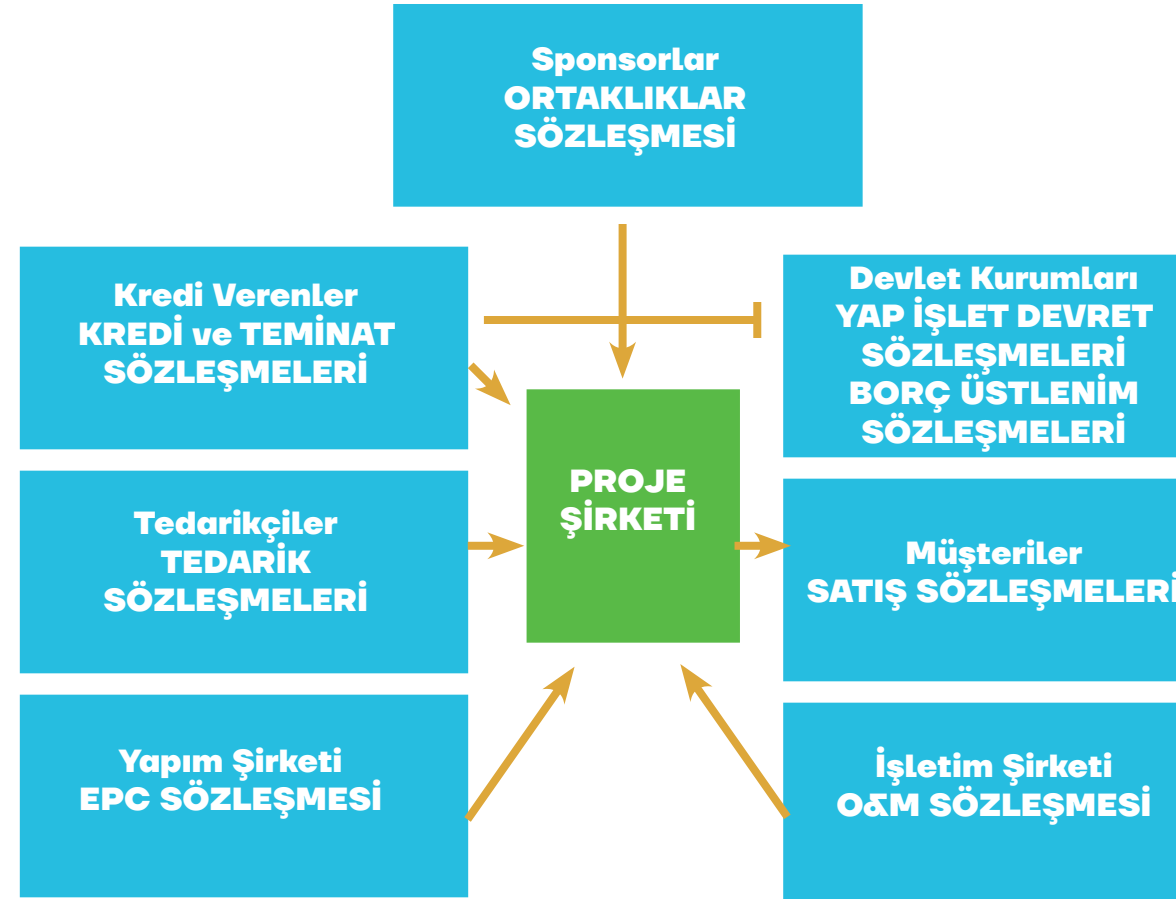 Sponsorlar
ORTAKLIKLAR
SÖZLEŞMESİ
Kredi Verenler
KREDİ ve TEMİNAT
SÖZLEŞMELERİ
Devlet Kurumları
YAP İŞLET DEVRET
SÖZLEŞMELERİ
BORÇ ÜSTLENİM
SÖZLEŞMELERİ
PROJE
ŞİRKETİ
Tedarikçiler
TEDARİK
SÖZLEŞMELERİ
Müşteriler
SATIŞ SÖZLEŞMELERİ
Yapım Şirketi
EPC SÖZLEŞMESİ
İşletim Şirketi
O&M SÖZLEŞMESİ